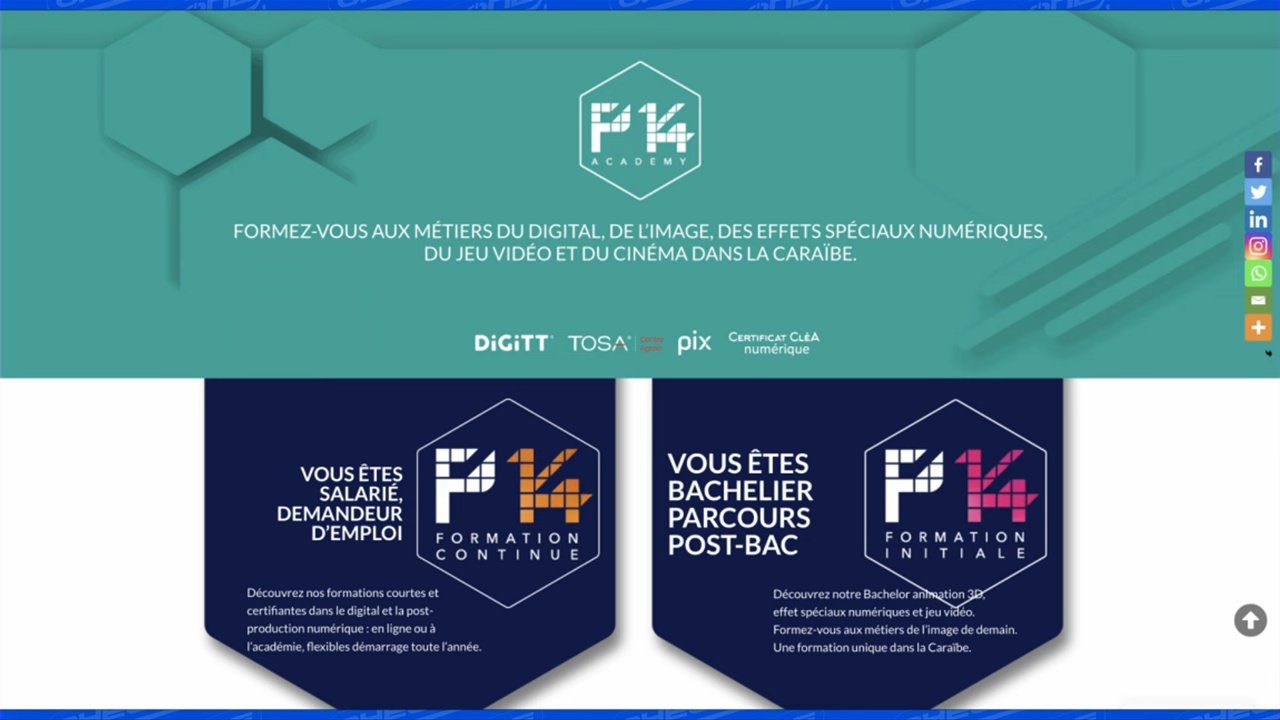 P14
ACADEMY
FORMEZ-VOUS AUX MÉTIERS DU DIGITAL, DE L'IMAGE, DES EFFETS SPÉCIAUX NUMÉRIQUES,
DU JEU VIDÉO ET DU CINÉMA DANS LA CARAÏBE.
DiGiTT
TOSA
Centre
Agréé
pix
CERTIFICAT CLÉA
numérique
VOUS ÊTES
SALARIÉ,
DEMANDEUR
D'EMPLOI
P14
FORMATION
CONTINUE
Découvrez nos formations courtes et
certifiantes dans le digital et la post-
production numérique : en ligne ou à
l'académie, flexibles démarrage toute l'année.
VOUS ÊTES
BACHELIER
PARCOURS
POST-BAC
P14
FORMATION
INITIALE
Découvrez notre Bachelor animation 3D,
effet spéciaux numériques et jeu vidéo.
Formez-vous aux métiers de l'image de demain.
Une formation unique dans la Caraïbe.